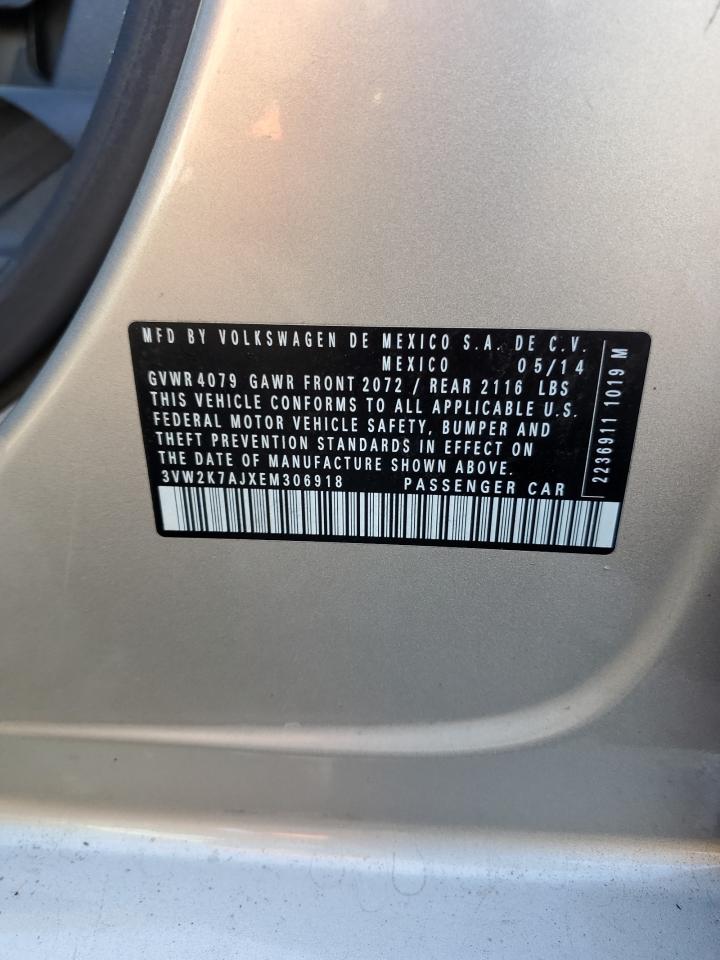 MFD BY VOLKSWAGEN DE MEXICO S.A. DE C.V.
MEXICO 05/14
GVWR 4079 GAWR FRONT 2072 / REAR 2116 LBS
THIS VEHICLE CONFORMS TO ALL APPLICABLE U.S.
FEDERAL MOTOR VEHICLE SAFETY, BUMPER AND
THEFT PREVENTION STANDARDS IN EFFECT ON
THE DATE OF MANUFACTURE SHOWN ABOVE.
3VW2K7AJXEM306918 PASSENGER CAR
2236911 1019 M